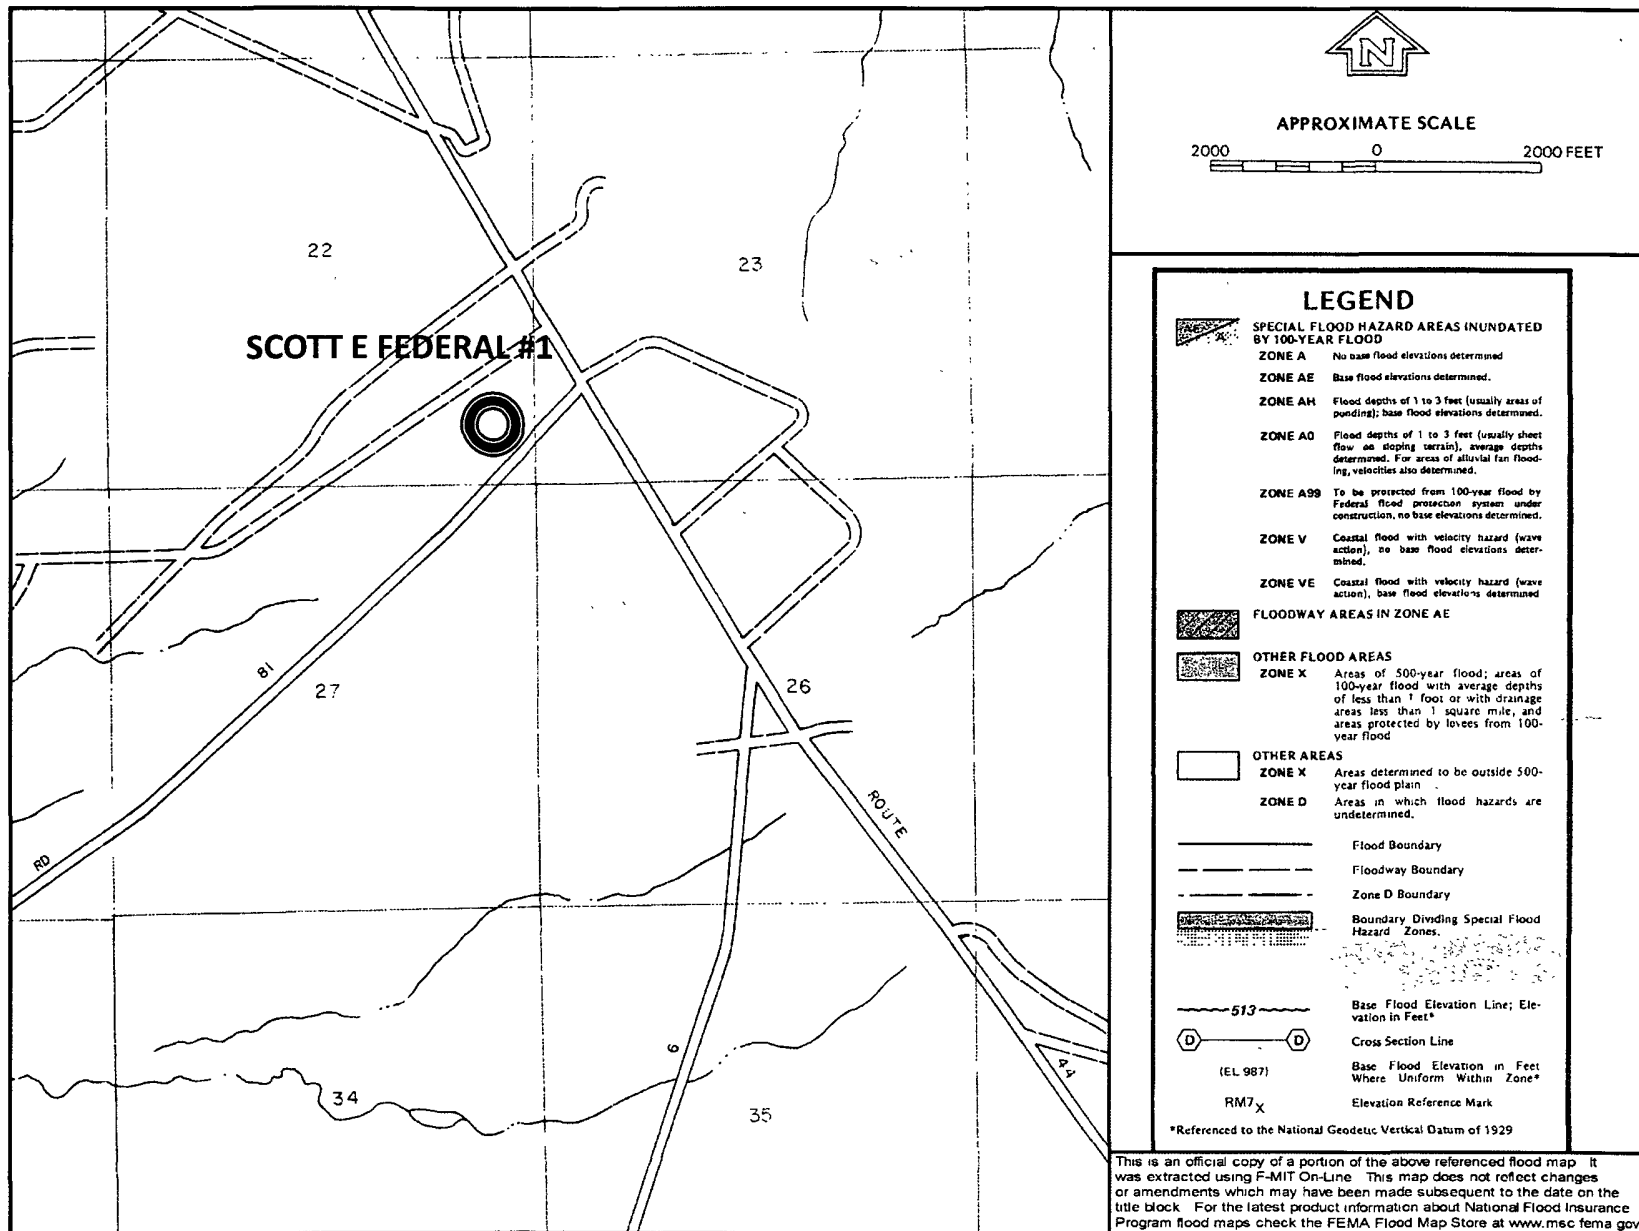 N
APPROXIMATE SCALE
2000 0 2000 FEET
22
23
SCOTT E FEDERAL #1
81
27
26
ROUTE
RD
6
44
34
35
LEGEND
SPECIAL FLOOD HAZARD AREAS INUNDATED
BY 100-YEAR FLOOD
ZONE A No base flood elevations determined
ZONE AE Base flood elevations determined.
ZONE AH Flood depths of 1 to 3 feet (usually areas of
ponding); base flood elevations determined.
ZONE AO Flood depths of 1 to 3 feet (usually sheet
flow on sloping terrain), average depths
determined. For areas of alluvial fan flood-
ing, velocities also determined.
ZONE A99 To be protected from 100-year flood by
Federal flood protection system under
construction, no base elevations determined.
ZONE V Coastal flood with velocity hazard (wave
action), no base flood elevations deter-
mined.
ZONE VE Coastal flood with velocity hazard (wave
action), base flood elevations determined
FLOODWAY AREAS IN ZONE AE
OTHER FLOOD AREAS
ZONE X Areas of 500-year flood; areas of
100-year flood with average depths
of less than 1 foot or with drainage
areas less than 1 square mile, and
areas protected by levees from 100-
year flood
OTHER AREAS
ZONE X Areas determined to be outside 500-
year flood plain
ZONE D Areas in which flood hazards are
undetermined.
Flood Boundary
Floodway Boundary
Zone D Boundary
Boundary Dividing Special Flood
Hazard Zones.
513 Base Flood Elevation Line; Ele-
vation in Feet*
D D Cross Section Line
(EL 987) Base Flood Elevation in Feet
Where Uniform Within Zone*
RM7X Elevation Reference Mark
*Referenced to the National Geodetic Vertical Datum of 1929
This is an official copy of a portion of the above referenced flood map It
was extracted using F-MIT On-Line This map does not reflect changes
or amendments which may have been made subsequent to the date on the
title block For the latest product information about National Flood Insurance
Program flood maps check the FEMA Flood Map Store at www.msc fema gov